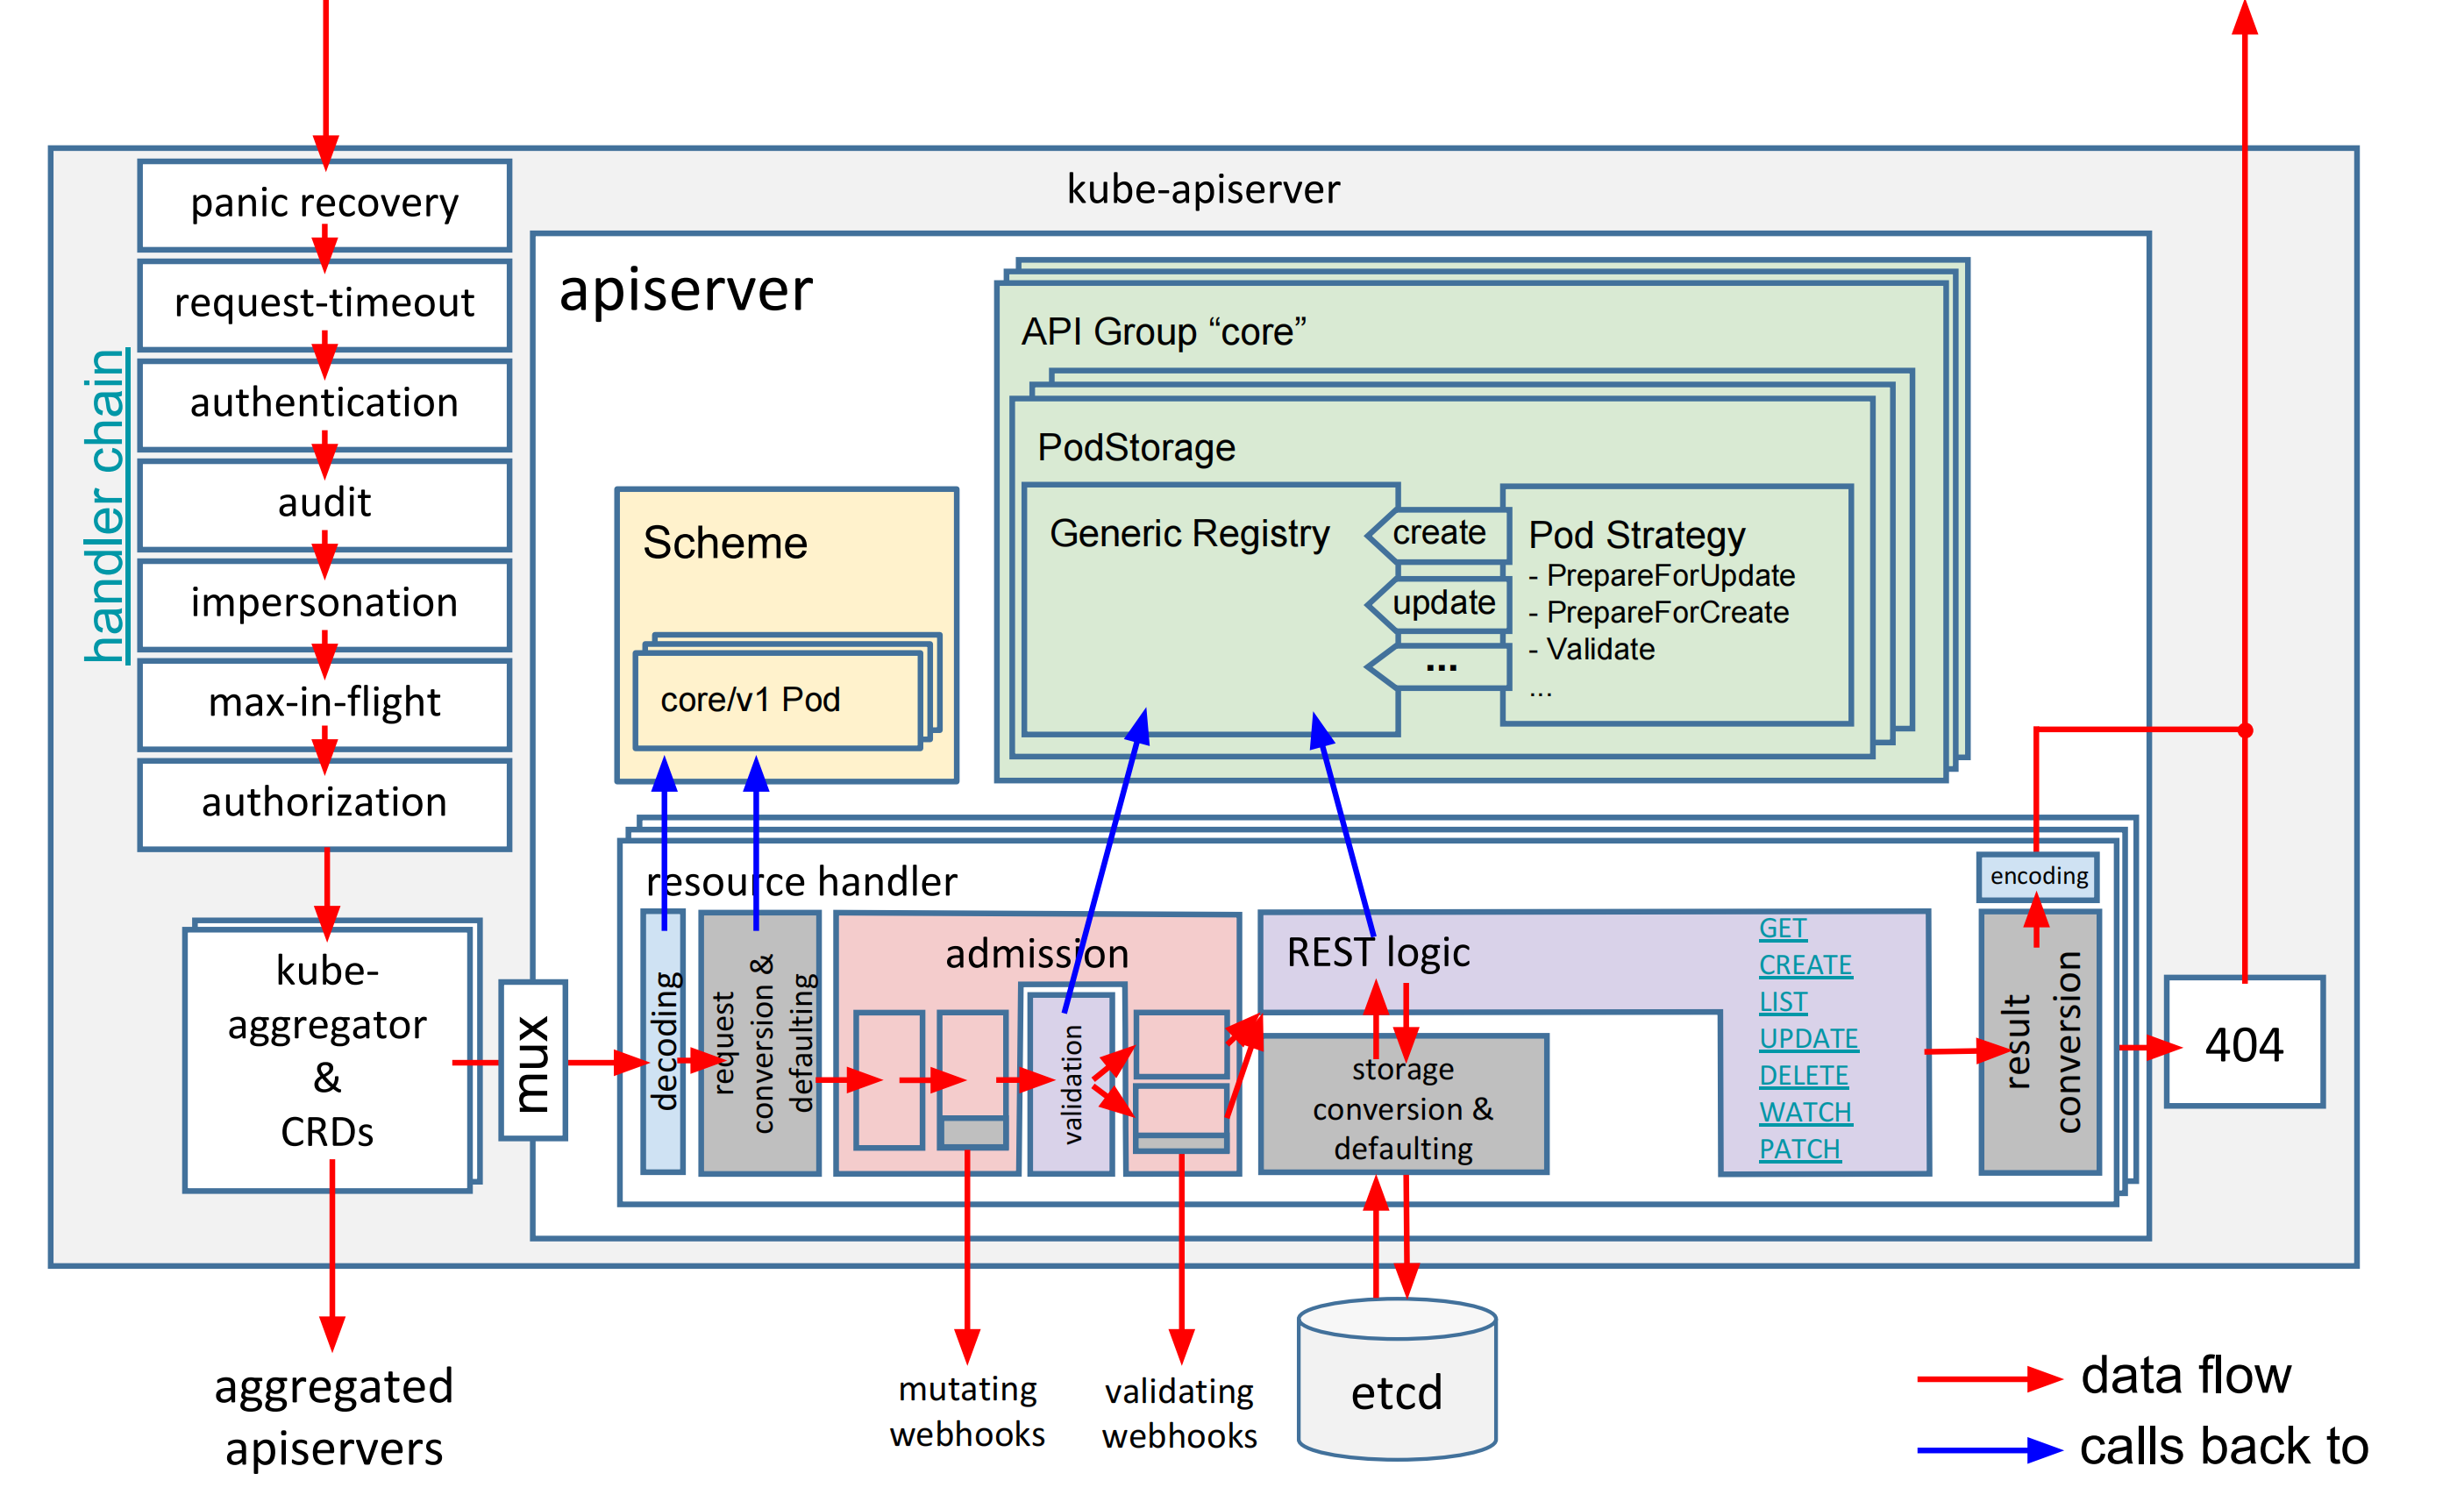 kube-apiserver
panic recovery
request-timeout
authentication
audit
impersonation
max-in-flight
authorization
handler chain
kube-
aggregator
&
CRDs
aggregated
apiservers
mux
apiserver
Scheme
core/v1 Pod
API Group “core”
PodStorage
Generic Registry
create
update
...
Pod Strategy
- PrepareForUpdate
- PrepareForCreate
- Validate
...
resource handler
decoding
request
conversion &
defaulting
admission
validation
mutating
webhooks
validating
webhooks
REST logic
storage
conversion &
defaulting
GET
CREATE
LIST
UPDATE
DELETE
WATCH
PATCH
etcd
encoding
result
conversion
404
data flow
calls back to